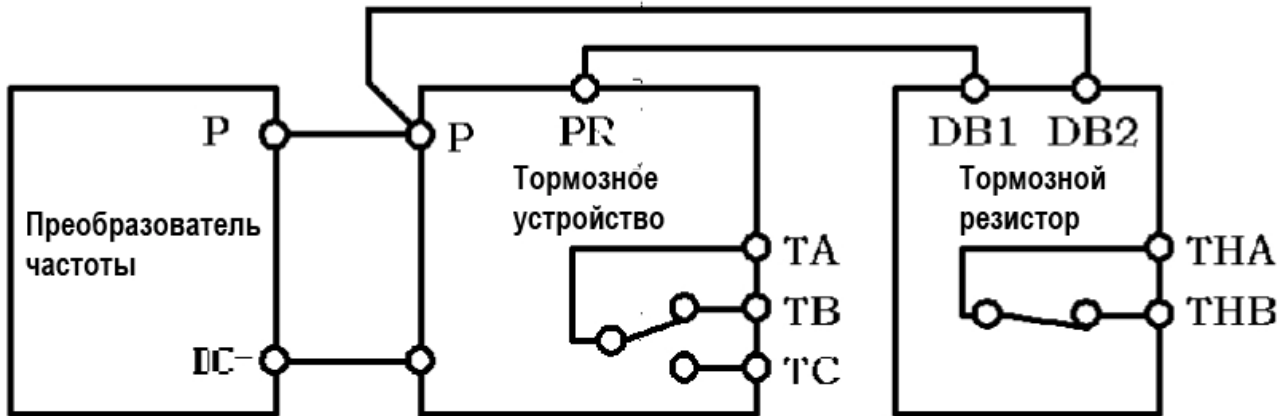 P
Преобразователь
частоты
DC-
P
PR
Тормозное
устройство
TA
TB
TC
DB1 DB2
Тормозной
резистор
THA
THB